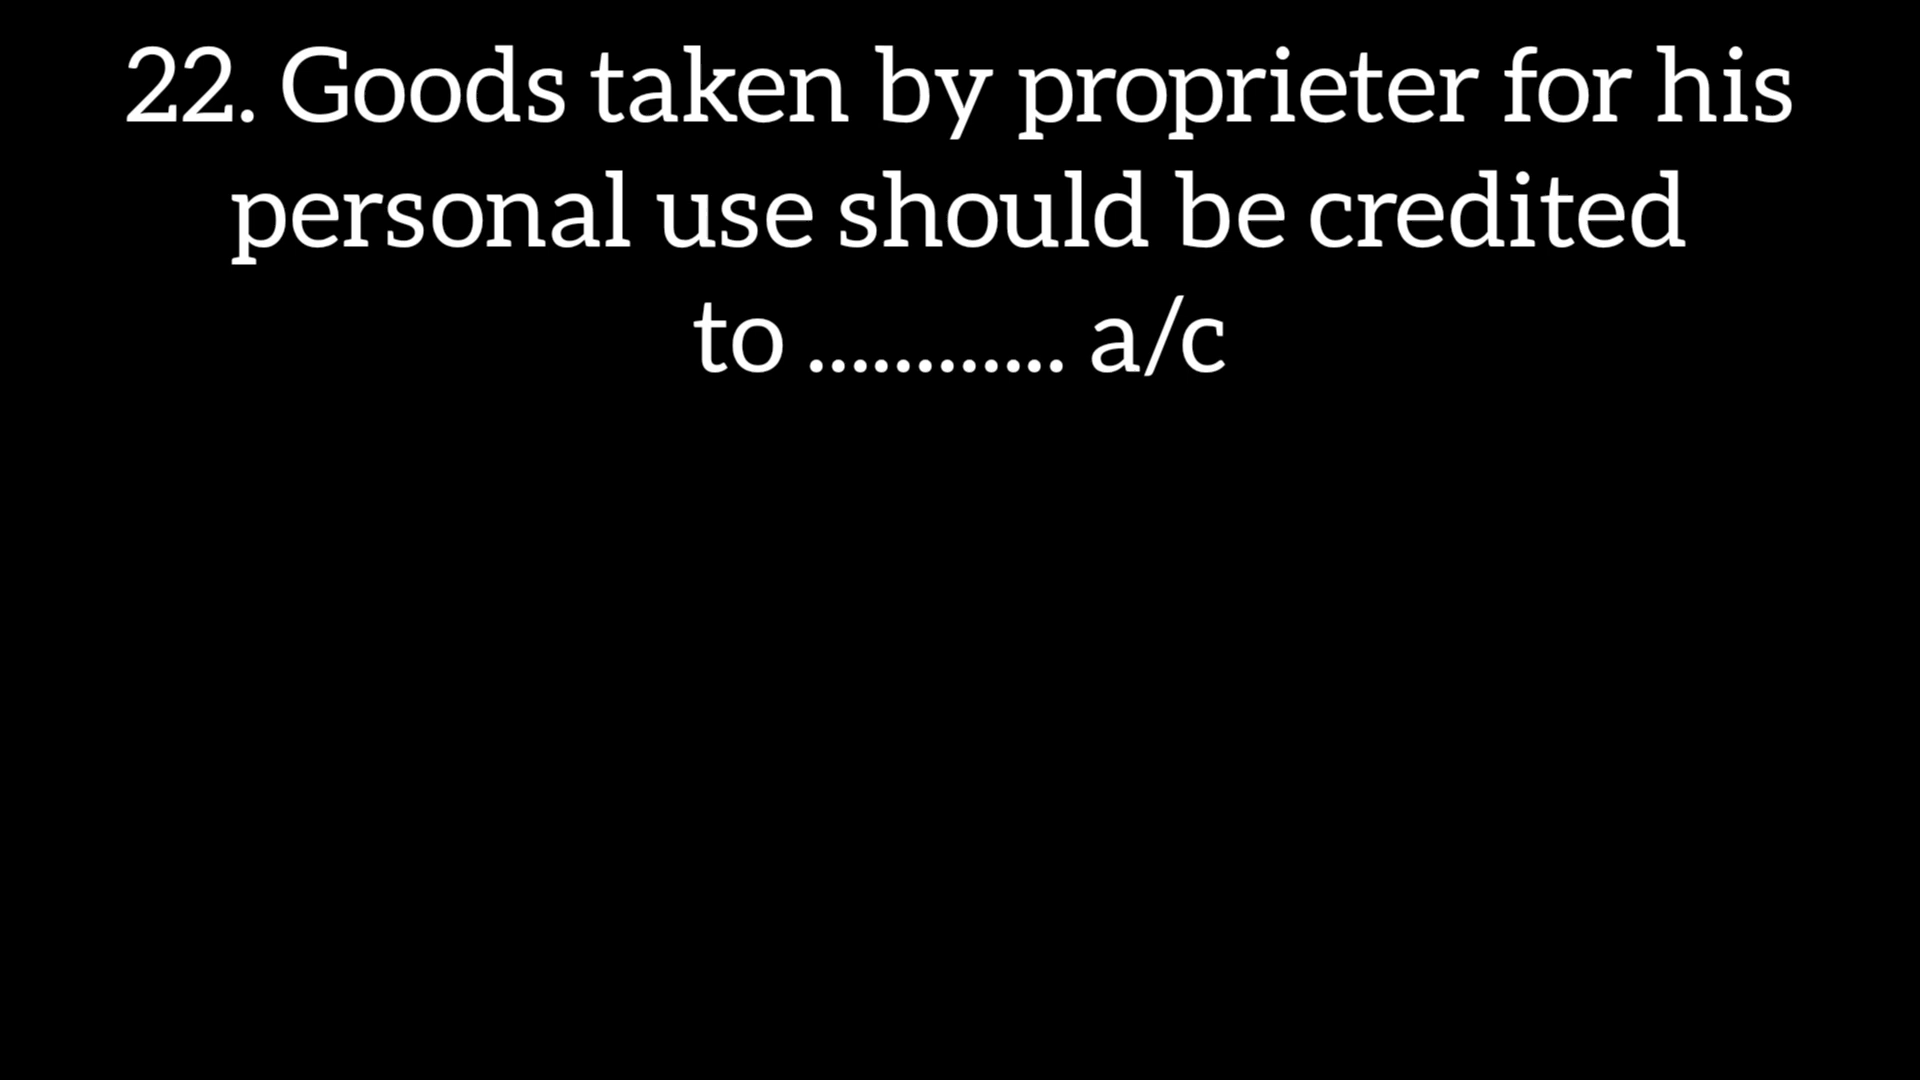 22. Goods taken by proprieter for his
personal use should be credited
to ............ a/c